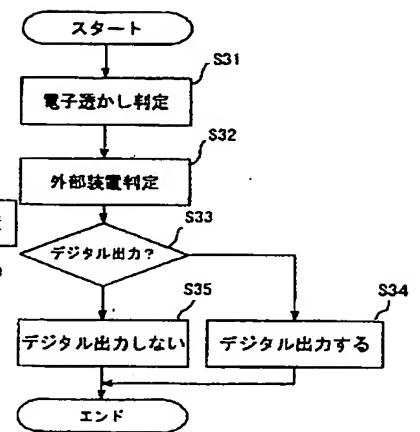 スタート
S31
電子透かし判定
S32
外部装置判定
S33
デジタル出力?
S35
デジタル出力しない
S34
デジタル出力する
エンド